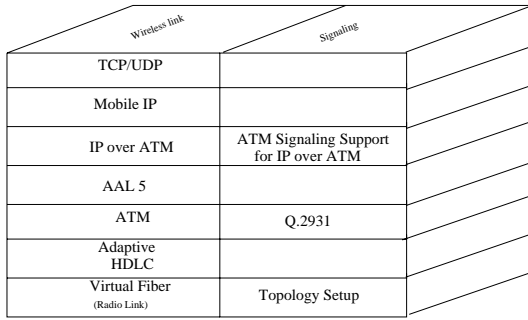 Wireless link
Signaling
TCP/UDP
Mobile IP
IP over ATM
ATM Signaling Support
for IP over ATM
AAL 5
ATM
Q.2931
Adaptive
HDLC
Virtual Fiber
(Radio Link)
Topology Setup